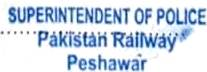 SUPERINTENDENT OF POLICE
Pakistan Railway
Peshawar